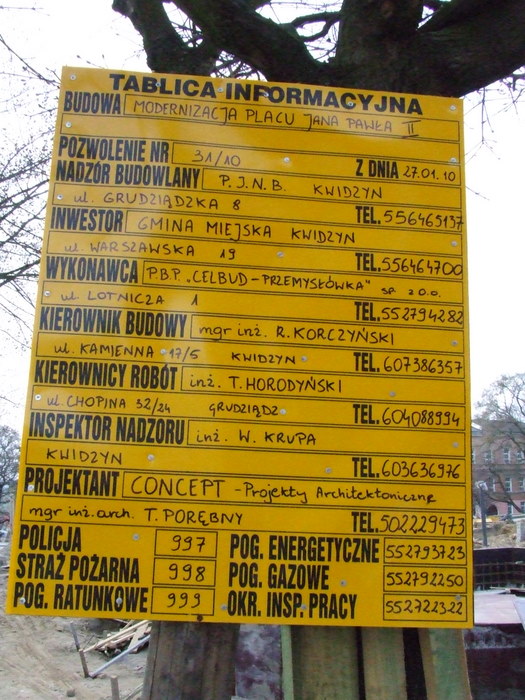 TABLICA INFORMACYJNA
BUDOWA MODERNIZACJA PLACU JANA PAWŁA II
POZWOLENIE NR 31/10 Z DNIA 27.01.10
NADZÓR BUDOWLANY P.I.N.B. KWIDZYN
ul. GRUDZIĄDZKA 8 TEL. 556465137
INWESTOR GMINA MIEJSKA KWIDZYN
ul. WARSZAWSKA 19 TEL. 556464700
WYKONAWCA PBP. „CELBUD-PRZEMYSŁÓWKA" SP. Z O.O.
ul. LOTNICZA 1 TEL. 552794282
KIEROWNIK BUDOWY mgr inż. R. KORCZYŃSKI
ul. KAMIENNA 17/5 KWIDZYN TEL. 607386357
KIEROWNICY ROBÓT inż. T. HORODYŃSKI
ul. CHOPINA 32/24 GRUDZIĄDZ TEL. 604088994
INSPEKTOR NADZORU inż. W. KRUPA
KWIDZYN TEL. 603636976
PROJEKTANT CONCEPT - Projekty Architektoniczne
mgr inż. arch. T. PORĘBNY TEL. 502229473
POLICJA 997 POG. ENERGETYCZNE 552793723
STRAŻ POŻARNA 998 POG. GAZOWE 552792250
POG. RATUNKOWE 999 OKR. INSP. PRACY 552722322